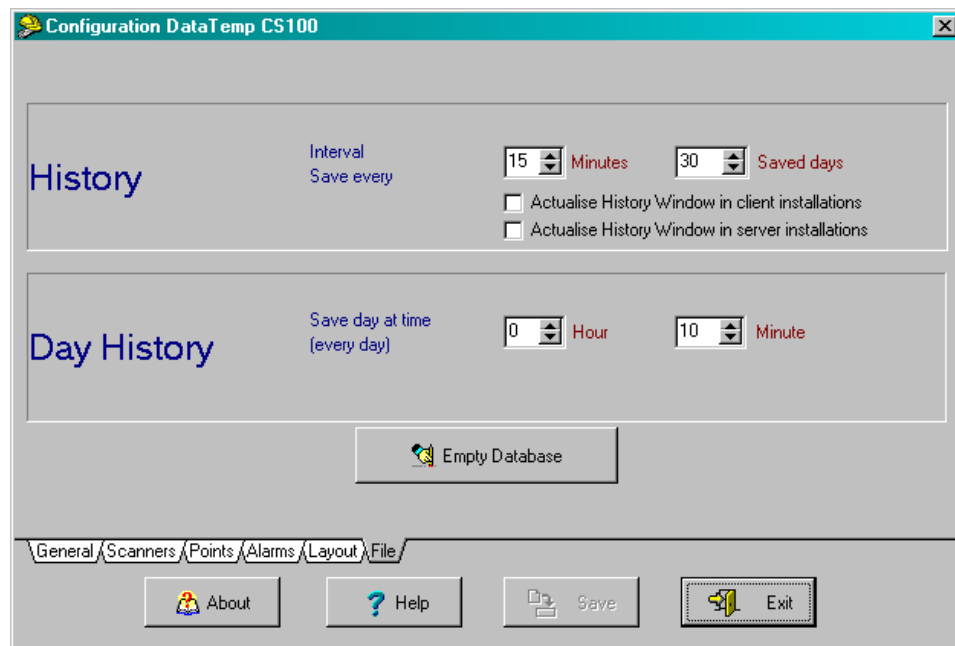 Configuration DataTemp CS100
History
Interval
Save every
15 Minutes 30 Saved days
Actualise History Window in client installations
Actualise History Window in server installations
Day History
Save day at time
(every day)
0 Hour 10 Minute
Empty Database
General Scanners Points Alarms Layout File
About Help Save Exit